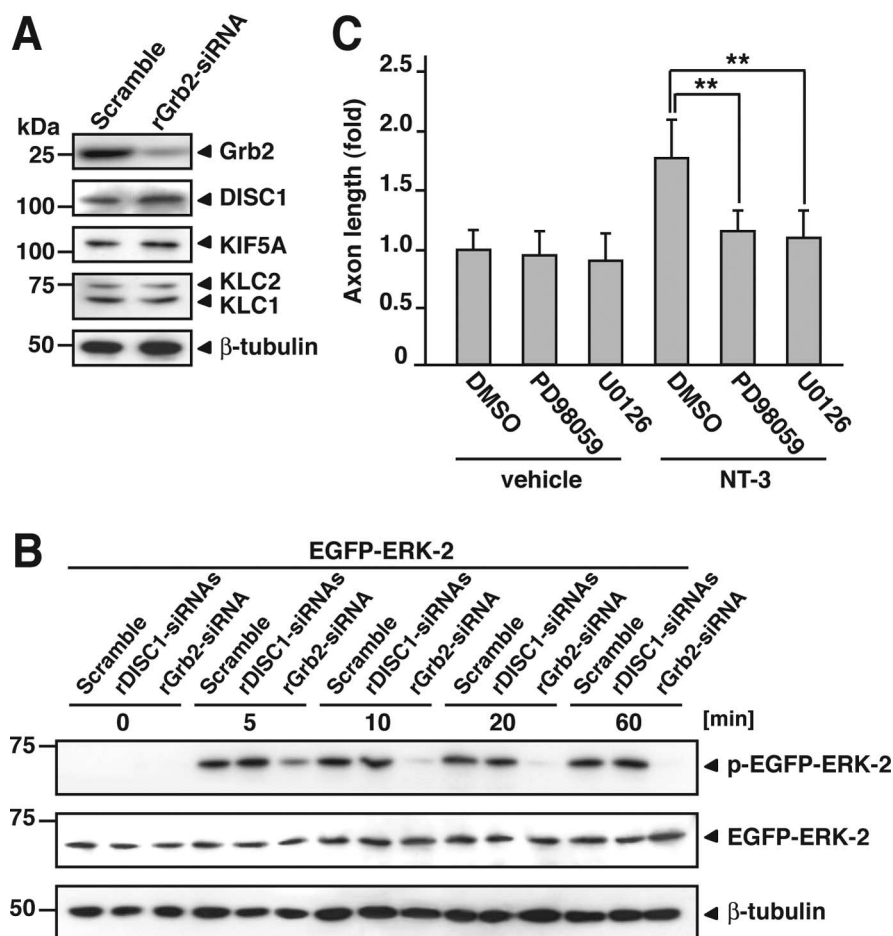 A
Scramble
rGrb2-siRNA
kDa
25
Grb2
100
DISC1
100
KIF5A
75
KLC2
KLC1
50
β-tubulin
C
Axon length (fold)
2.5
2.0
1.5
1.0
0.5
0
**
**
DMSO
PD98059
U0126
DMSO
PD98059
U0126
vehicle
NT-3
B
EGFP-ERK-2
Scramble
rDISC1-siRNAs
rGrb2-siRNA
Scramble
rDISC1-siRNAs
rGrb2-siRNA
Scramble
rDISC1-siRNAs
rGrb2-siRNA
Scramble
rDISC1-siRNAs
rGrb2-siRNA
Scramble
rDISC1-siRNAs
rGrb2-siRNA
0 5 10 20 60 [min]
75
p-EGFP-ERK-2
75
EGFP-ERK-2
50
β-tubulin